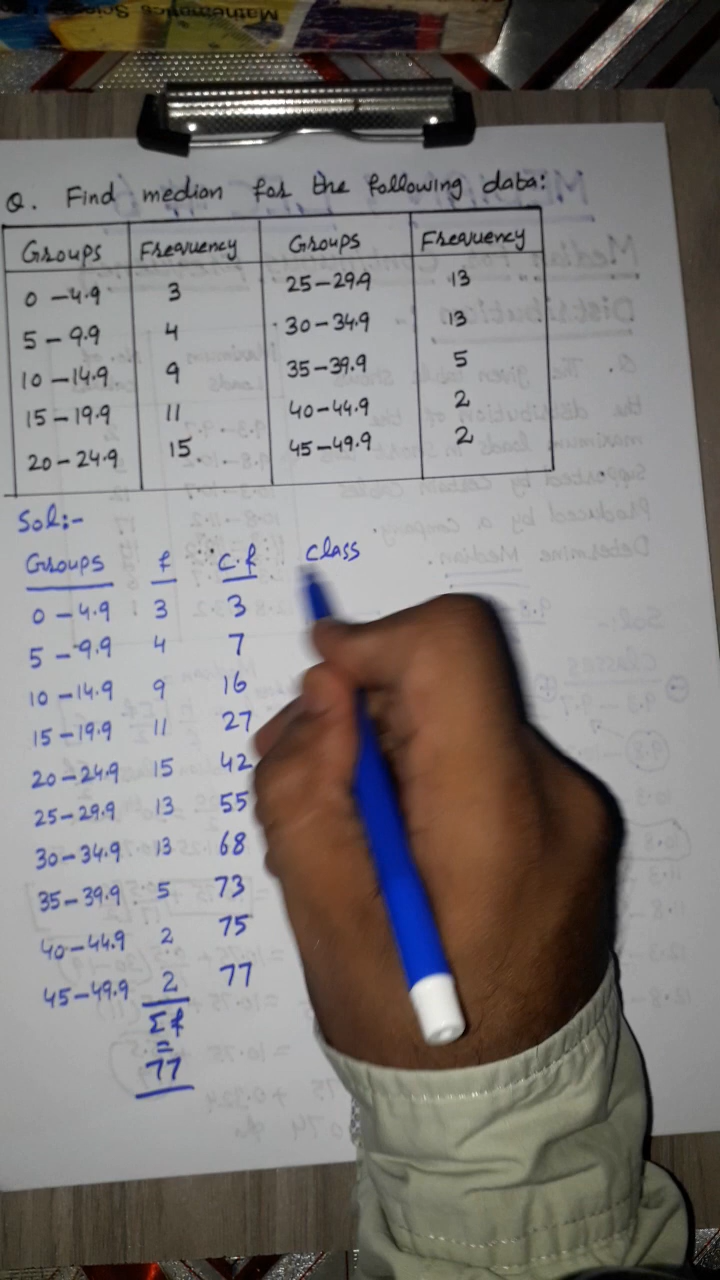 Mathematics Scienc
Q. Find median for the following data:
Groups Frequency Groups Frequency
0 – 4.9 3 25 – 29.9 13
5 – 9.9 4 30 – 34.9 13
10 – 14.9 9 35 – 39.9 5
15 – 19.9 11 40 – 44.9 2
20 – 24.9 15 45 – 49.9 2
Sol:-
Groups f C.f Class
0 – 4.9 3 3
5 – 9.9 4 7
10 – 14.9 9 16
15 – 19.9 11 27
20 – 24.9 15 42
25 – 29.9 13 55
30 – 34.9 13 68
35 – 39.9 5 73
40 – 44.9 2 75
45 – 49.9 2 77
Σf
=
77